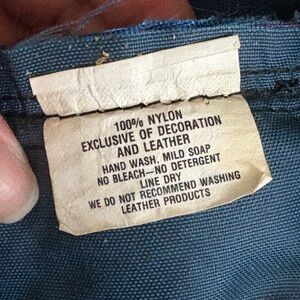 100% NYLON
EXCLUSIVE OF DECORATION
AND LEATHER
HAND WASH, MILD SOAP
NO BLEACH—NO DETERGENT
LINE DRY
WE DO NOT RECOMMEND WASHING
LEATHER PRODUCTS